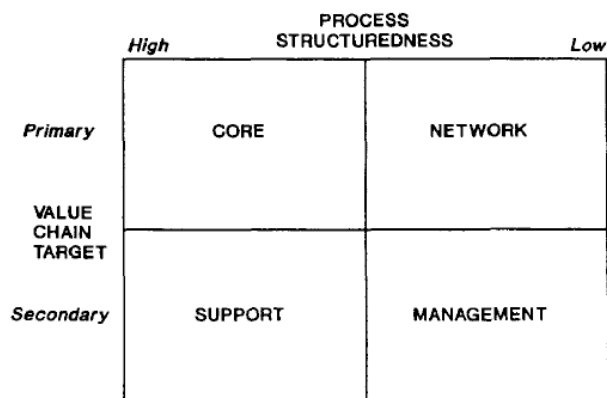 PROCESS
STRUCTUREDNESS
High Low
Primary CORE NETWORK
VALUE
CHAIN
TARGET
Secondary SUPPORT MANAGEMENT